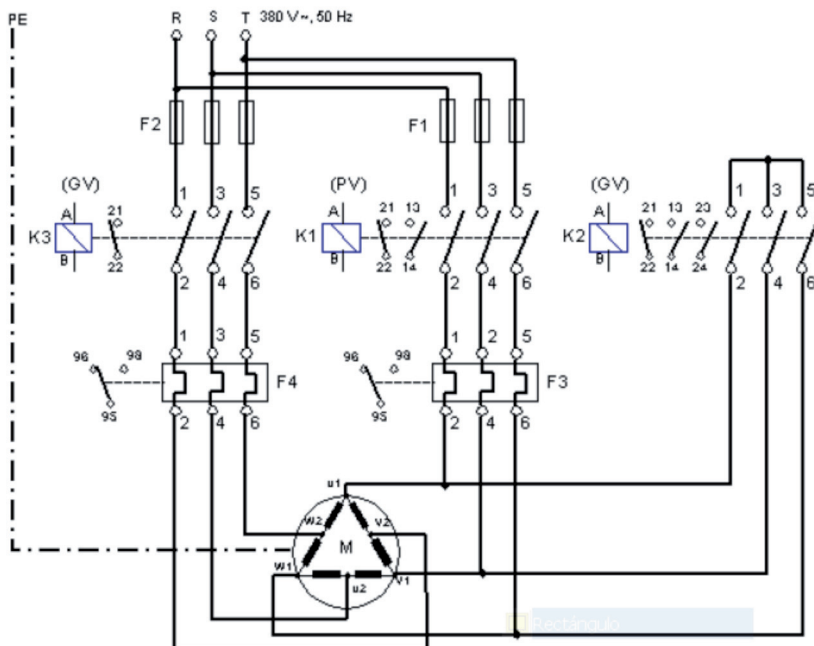 PE R S T 380 V~, 50 Hz
F2 F1
(GV) (PV) (GV)
1 3 5
A 21
K3
B 22
2 4 6
1 3 5
A 21 13
K1
B 22 14
2 4 6
1 3 5
A 21 13 23
K2
B 22 14 24
2 4 6
1 3 5
96 98
F4
95
2 4 6
1 2 5
96 98
F3
95
2 4 6
u1
W2 V2
M
W1 u2 V1
Rectángulo